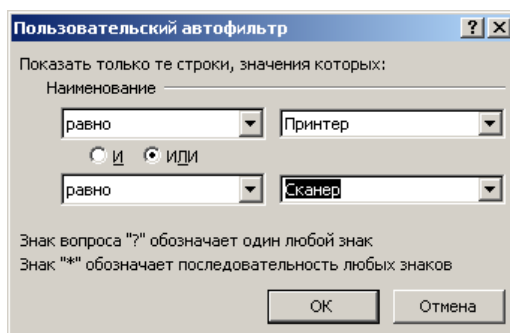 Пользовательский автофильтр
Показать только те строки, значения которых:
Наименование
равно Принтер
И ИЛИ
равно Сканер
Знак вопроса "?" обозначает один любой знак
Знак "*" обозначает последовательность любых знаков
ОК Отмена